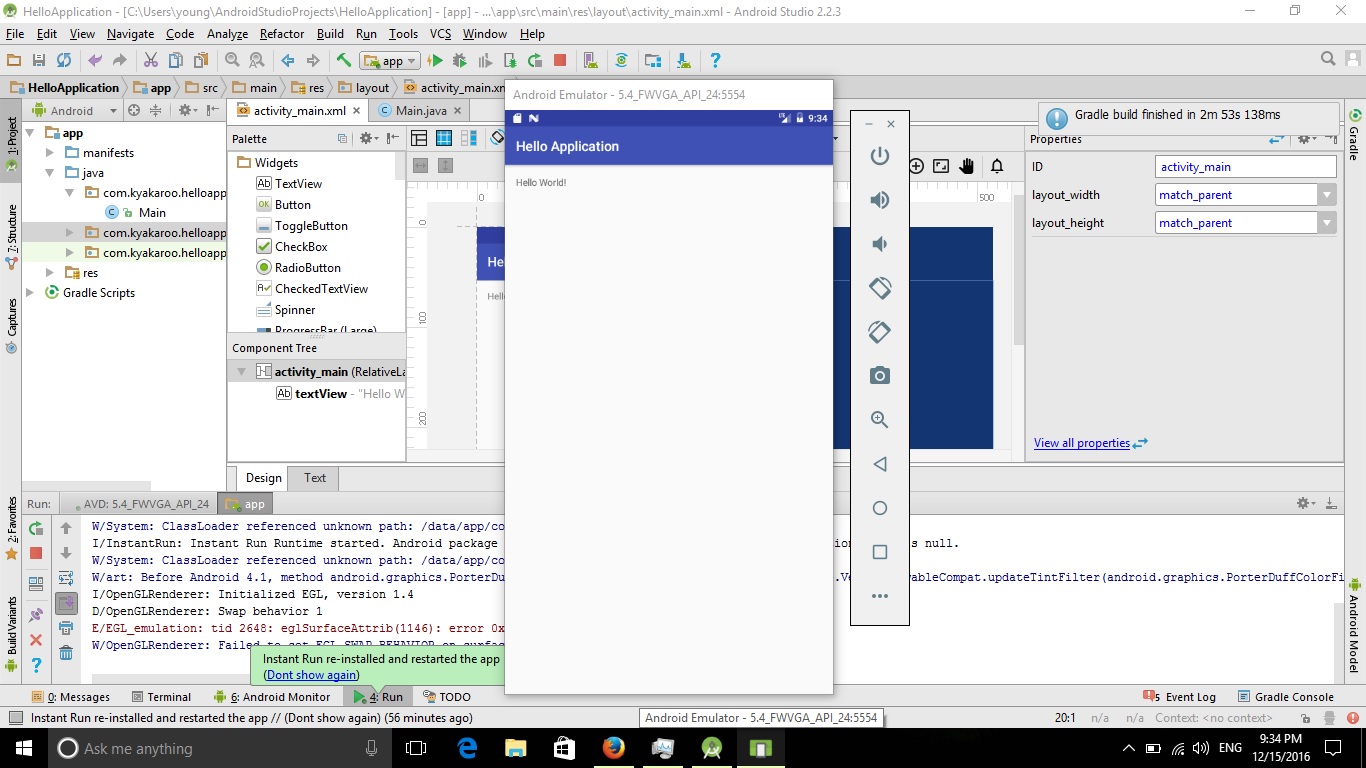 HelloApplication - [C:\Users\young\AndroidStudioProjects\HelloApplication] - [app] - ...\app\src\main\res\layout\activity_main.xml - Android Studio 2.2.3
File Edit View Navigate Code Analyze Refactor Build Run Tools VCS Window Help
app
HelloApplication app src main res layout activity_main.xm
Android Emulator - 5.4_FWVGA_API_24:5554
Android
activity_main.xml Main.java
9:34
Gradle build finished in 2m 53s 138ms
1: Project
7: Structure
Captures
2: Favorites
Build Variants
app
manifests
java
com.kyakaroo.helloapp
Main
com.kyakaroo.helloapp
com.kyakaroo.helloapp
res
Gradle Scripts
Palette
Widgets
TextView
Button
ToggleButton
CheckBox
RadioButton
CheckedTextView
Spinner
ProgressBar (Large)
Component Tree
activity_main (RelativeLa
textView - "Hello W
0
500
0
100
200
Hel
Hello
Hello Application
Hello World!
Properties
ID activity_main
layout_width match_parent
layout_height match_parent
View all properties
Gradle
Android Model
Design Text
Run: AVD: 5.4_FWVGA_API_24 app
W/System: ClassLoader referenced unknown path: /data/app/co
I/InstantRun: Instant Run Runtime started. Android package ion s null.
W/System: ClassLoader referenced unknown path: /data/app/co
W/art: Before Android 4.1, method android.graphics.PorterDu .Ve ableCompat.updateTintFilter(android.graphics.PorterDuffColorFi
I/OpenGLRenderer: Initialized EGL, version 1.4
D/OpenGLRenderer: Swap behavior 1
E/EGL_emulation: tid 2648: eglSurfaceAttrib(1146): error 0x
W/OpenGLRenderer: Failed to set EGL_SWAP_BEHAVIOR on surfac
Instant Run re-installed and restarted the app
(Dont show again)
0: Messages Terminal 6: Android Monitor 4: Run TODO 5 Event Log Gradle Console
Instant Run re-installed and restarted the app // (Dont show again) (56 minutes ago)
Android Emulator - 5.4_FWVGA_API_24:5554
20:1 n/a n/a Context: <no context>
Ask me anything
ENG
9:34 PM
12/15/2016